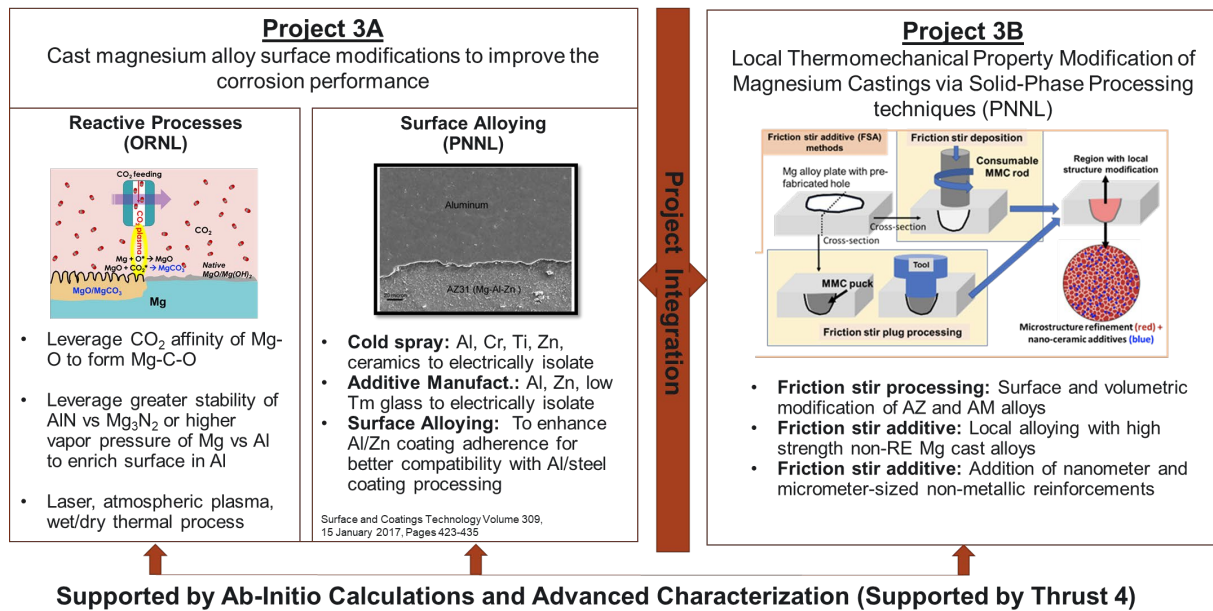 Project 3A
Cast magnesium alloy surface modifications to improve the
corrosion performance
Reactive Processes
(ORNL)
CO2 feeding
CO2 plasma
CO2
Mg + O* → MgO
MgO + CO2* → MgCO3
Native
MgO/Mg(OH)2
MgO/MgCO3
Mg
• Leverage CO2 affinity of Mg-
O to form Mg-C-O
• Leverage greater stability of
AlN vs Mg3N2 or higher
vapor pressure of Mg vs Al
to enrich surface in Al
• Laser, atmospheric plasma,
wet/dry thermal process
Surface Alloying
(PNNL)
Aluminum
AZ31 (Mg-Al-Zn )
20 micron
• Cold spray: Al, Cr, Ti, Zn,
ceramics to electrically isolate
• Additive Manufact.: Al, Zn, low
Tm glass to electrically isolate
• Surface Alloying: To enhance
Al/Zn coating adherence for
better compatibility with Al/steel
coating processing
Surface and Coatings Technology Volume 309,
15 January 2017, Pages 423-435
Project Integration
Project 3B
Local Thermomechanical Property Modification of
Magnesium Castings via Solid-Phase Processing
techniques (PNNL)
Friction stir additive (FSA)
methods
Mg alloy plate with pre-
fabricated hole
Cross-section
Cross-section
Friction stir deposition
Consumable
MMC rod
Region with local
structure modification
MMC puck
Tool
Friction stir plug processing
Microstructure refinement (red) +
nano-ceramic additives (blue)
• Friction stir processing: Surface and volumetric
modification of AZ and AM alloys
• Friction stir additive: Local alloying with high
strength non-RE Mg cast alloys
• Friction stir additive: Addition of nanometer and
micrometer-sized non-metallic reinforcements
Supported by Ab-Initio Calculations and Advanced Characterization (Supported by Thrust 4)